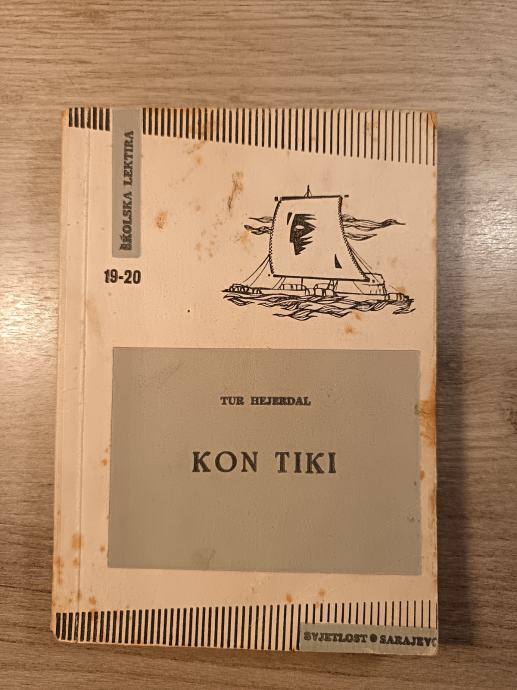 ŠKOLSKA LEKTIRA
19-20
TUR HEJERDAL
KON TIKI
SVJETLOST SARAJEVO